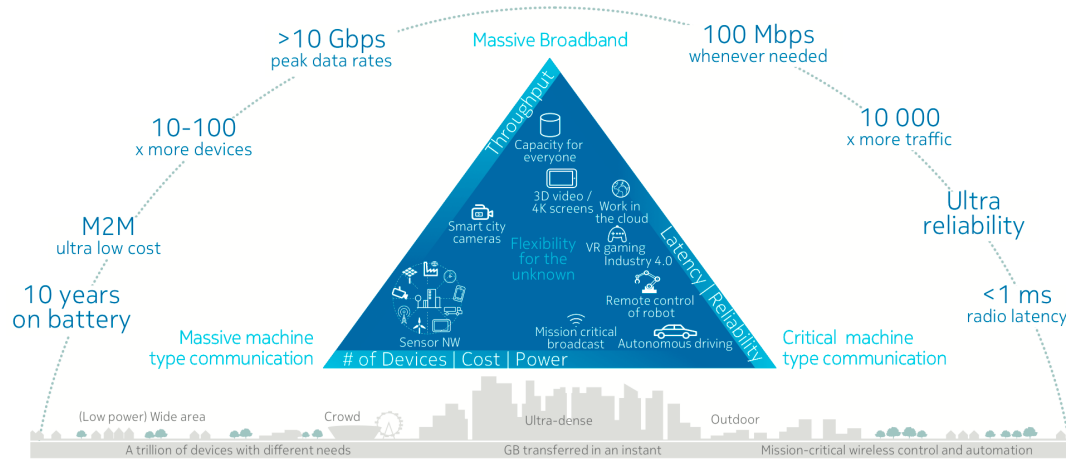 >10 Gbps
peak data rates
Massive Broadband
100 Mbps
whenever needed
10-100
x more devices
10 000
x more traffic
M2M
ultra low cost
Ultra
reliability
10 years
on battery
<1 ms
radio latency
Throughput
Capacity for
everyone
3D video /
4K screens
Work in
the cloud
Smart city
cameras
Flexibility
for the
unknown
VR gaming
Industry 4.0
Latency | Reliability
Remote control
of robot
Mission critical
broadcast
Autonomous driving
Sensor NW
Massive machine
type communication
# of Devices | Cost | Power
Critical machine
type communication
(Low power) Wide area
Crowd
Ultra-dense
Outdoor
A trillion of devices with different needs
GB transferred in an instant
Mission-critical wireless control and automation